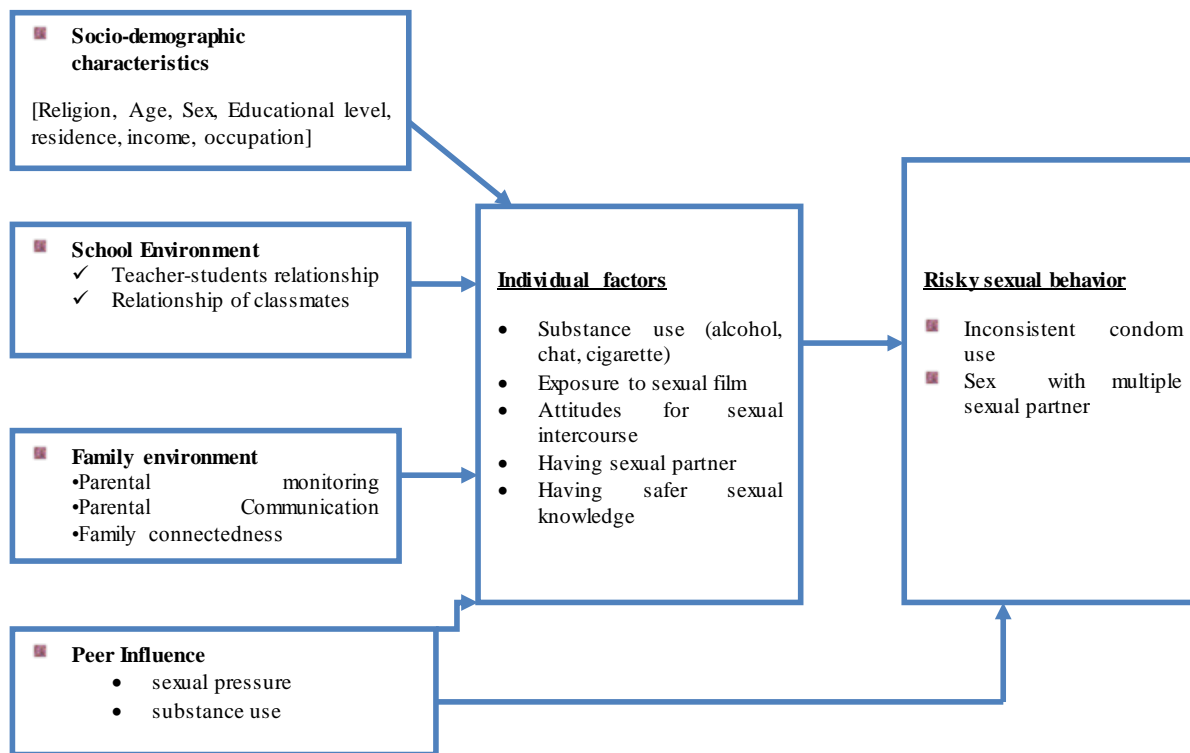 Socio-demographic
characteristics
[Religion, Age, Sex, Educational level,
residence, income, occupation]
School Environment
✓ Teacher-students relationship
✓ Relationship of classmates
Family environment
•Parental monitoring
•Parental Communication
•Family connectedness
Peer Influence
• sexual pressure
• substance use
Individual factors
• Substance use (alcohol,
chat, cigarette)
• Exposure to sexual film
• Attitudes for sexual
intercourse
• Having sexual partner
• Having safer sexual
knowledge
Risky sexual behavior
Inconsistent condom
use
Sex with multiple
sexual partner